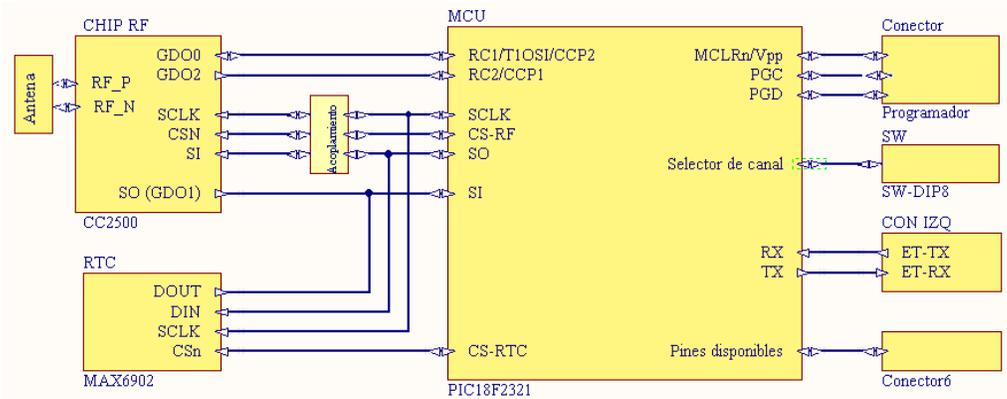 CHIP RF
GDO0
GDO2
RF_P
RF_N
SCLK
CSN
SI
SO (GDO1)
CC2500
Antena
Acoplamiento
MCU
RC1/T1OSI/CCP2
RC2/CCP1
SCLK
CS-RF
SO
SI
CS-RTC
MCLRn/Vpp
PGC
PGD
Selector de canal
RX
TX
Pines disponibles
PIC18F2321
RTC
DOUT
DIN
SCLK
CSn
MAX6902
Conector
Programador
SW
SW-DIP8
CON IZQ
ET-TX
ET-RX
Conector6